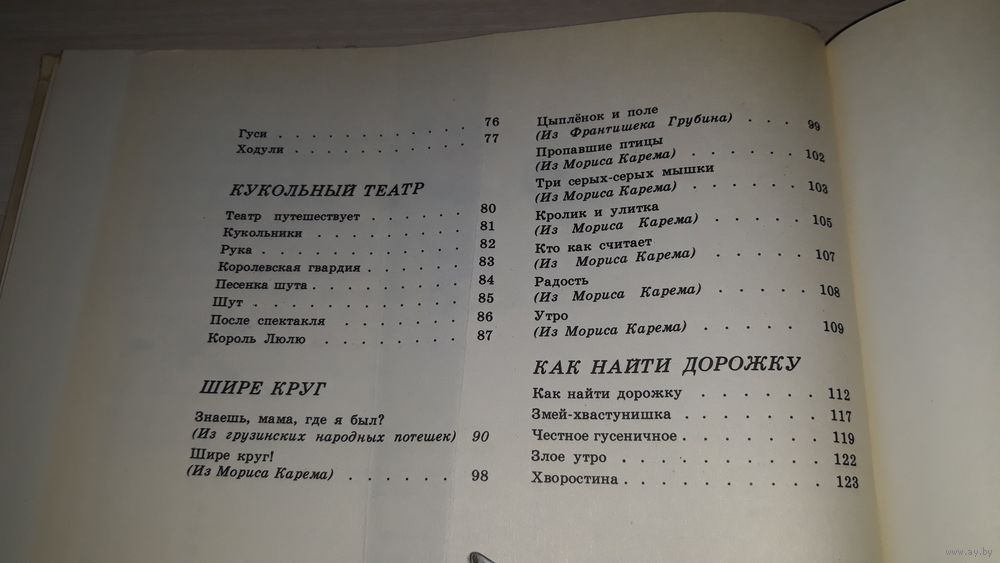 Гуси . . . . . . . . . . . . 76
Ходули . . . . . . . . . . . 77
КУКОЛЬНЫЙ ТЕАТР
Театр путешествует . . . . . . 80
Кукольники . . . . . . . . . 81
Рука . . . . . . . . . . . . 82
Королевская гвардия . . . . . . 83
Песенка шута . . . . . . . . . 84
Шут . . . . . . . . . . . . 85
После спектакля . . . . . . . 86
Король Люлю . . . . . . . . 87
ШИРЕ КРУГ
Знаешь, мама, где я был?
(Из грузинских народных потешек) 90
Шире круг!
(Из Мориса Карема) . . . . . . 98
Цыплёнок и поле
(Из Франтишека Грубина) . . . 99
Пропавшие птицы
(Из Мориса Карема) . . . . . . 102
Три серых-серых мышки
(Из Мориса Карема) . . . . . . 103
Кролик и улитка
(Из Мориса Карема) . . . . . 105
Кто как считает
(Из Мориса Карема) . . . . . 107
Радость
(Из Мориса Карема) . . . . . 108
Утро
(Из Мориса Карема) . . . . . 109
КАК НАЙТИ ДОРОЖКУ
Как найти дорожку . . . . . . 112
Змей-хвастунишка . . . . . . 117
Честное гусеничное . . . . . . . 119
Злое утро . . . . . . . . . . 122
Хворостина . . . . . . . . . . 123
www.ay.by